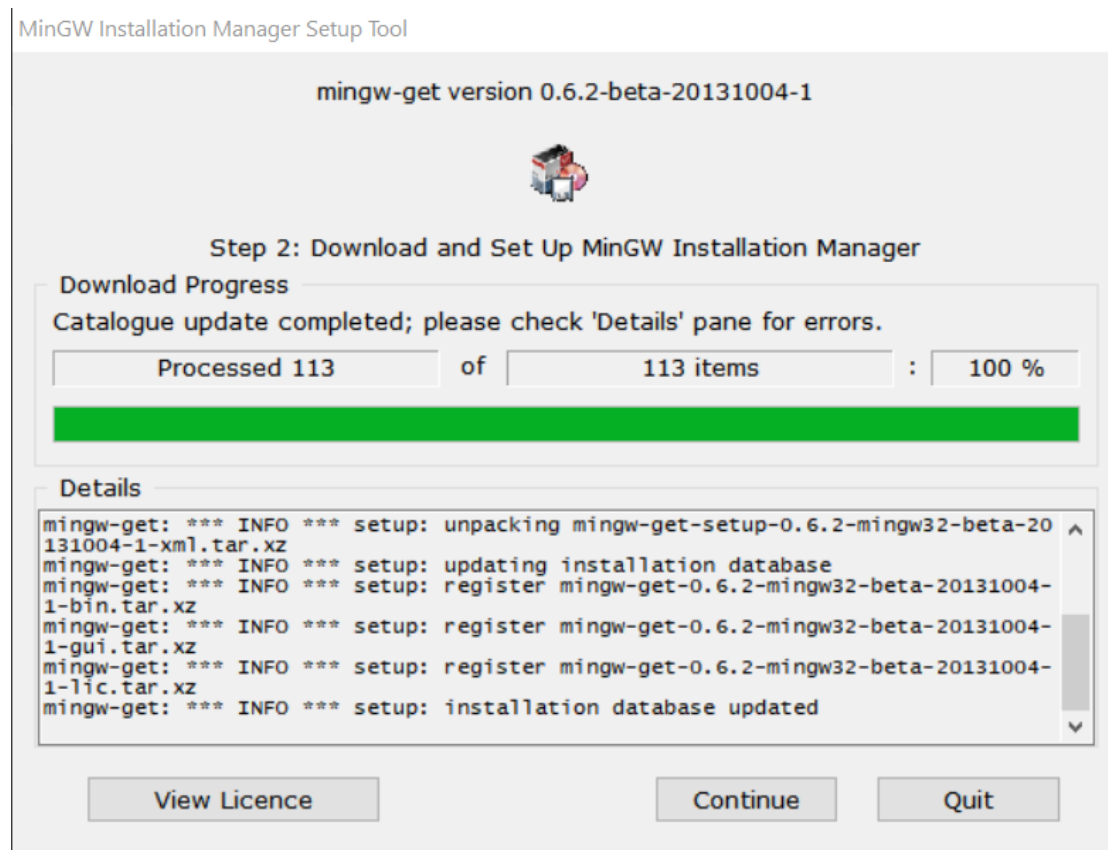 MinGW Installation Manager Setup Tool
mingw-get version 0.6.2-beta-20131004-1
Step 2: Download and Set Up MinGW Installation Manager
Download Progress
Catalogue update completed; please check 'Details' pane for errors.
Processed 113 of 113 items : 100 %
Details
mingw-get: *** INFO *** setup: unpacking mingw-get-setup-0.6.2-mingw32-beta-20
131004-1-xml.tar.xz
mingw-get: *** INFO *** setup: updating installation database
mingw-get: *** INFO *** setup: register mingw-get-0.6.2-mingw32-beta-20131004-
1-bin.tar.xz
mingw-get: *** INFO *** setup: register mingw-get-0.6.2-mingw32-beta-20131004-
1-gui.tar.xz
mingw-get: *** INFO *** setup: register mingw-get-0.6.2-mingw32-beta-20131004-
1-lic.tar.xz
mingw-get: *** INFO *** setup: installation database updated
View Licence Continue Quit